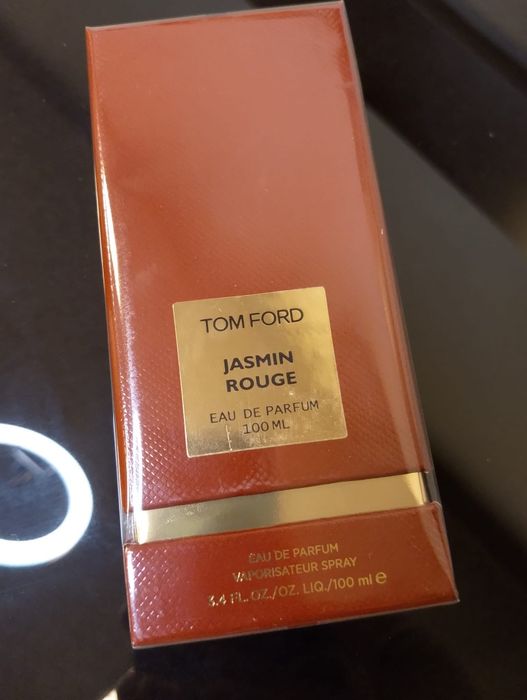 TOM FORD
JASMIN
ROUGE
EAU DE PARFUM
100 ML
EAU DE PARFUM
VAPORISATEUR SPRAY
3.4 FL. OZ./OZ. LIQ./100 ml e